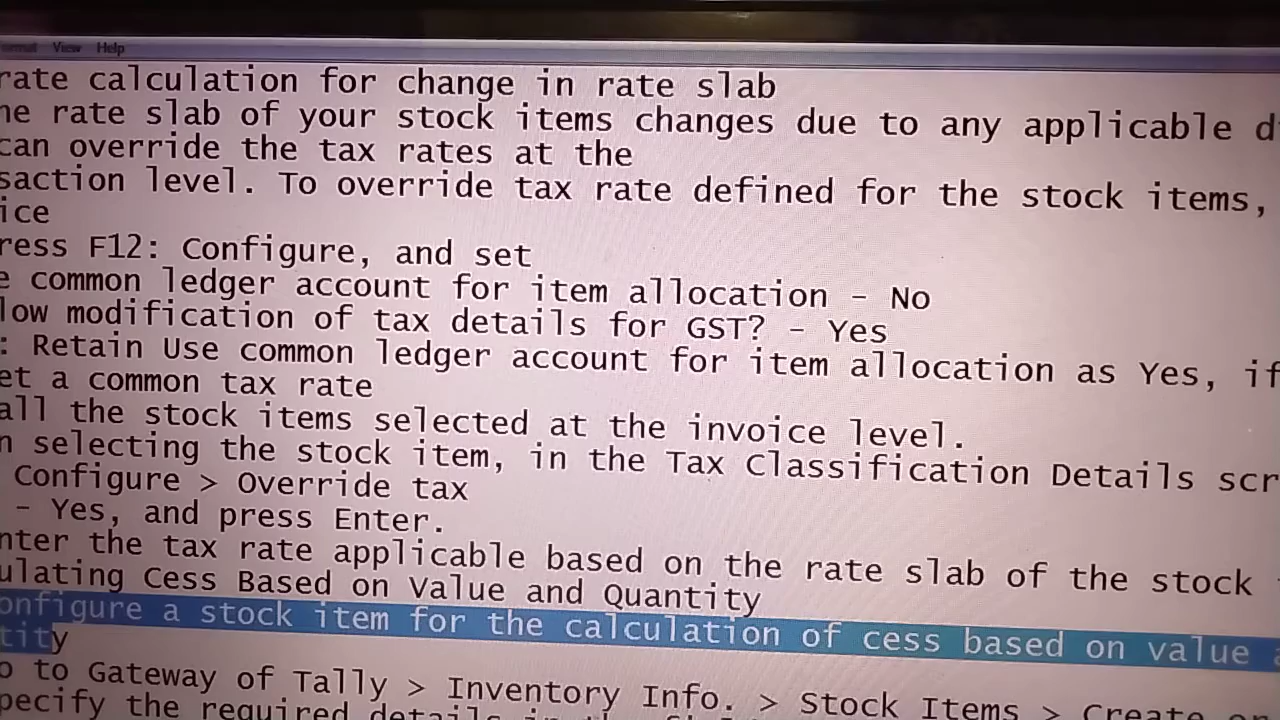 View Help
rate calculation for change in rate slab
he rate slab of your stock items changes due to any applicable
can override the tax rates at the
saction level. To override tax rate defined for the stock items,
ice
ress F12: Configure, and set
e common ledger account for item allocation - No
low modification of tax details for GST? - Yes
: Retain Use common ledger account for item allocation as Yes, if
et a common tax rate
all the stock items selected at the invoice level.
n selecting the stock item, in the Tax Classification Details scr
Configure > Override tax
- Yes, and press Enter.
nter the tax rate applicable based on the rate slab of the stock
ulating Cess Based on Value and Quantity
onfigure a stock item for the calculation of cess based on value
tity
o to Gateway of Tally > Inventory Info. > Stock Items > Create or
pecify the required details in the